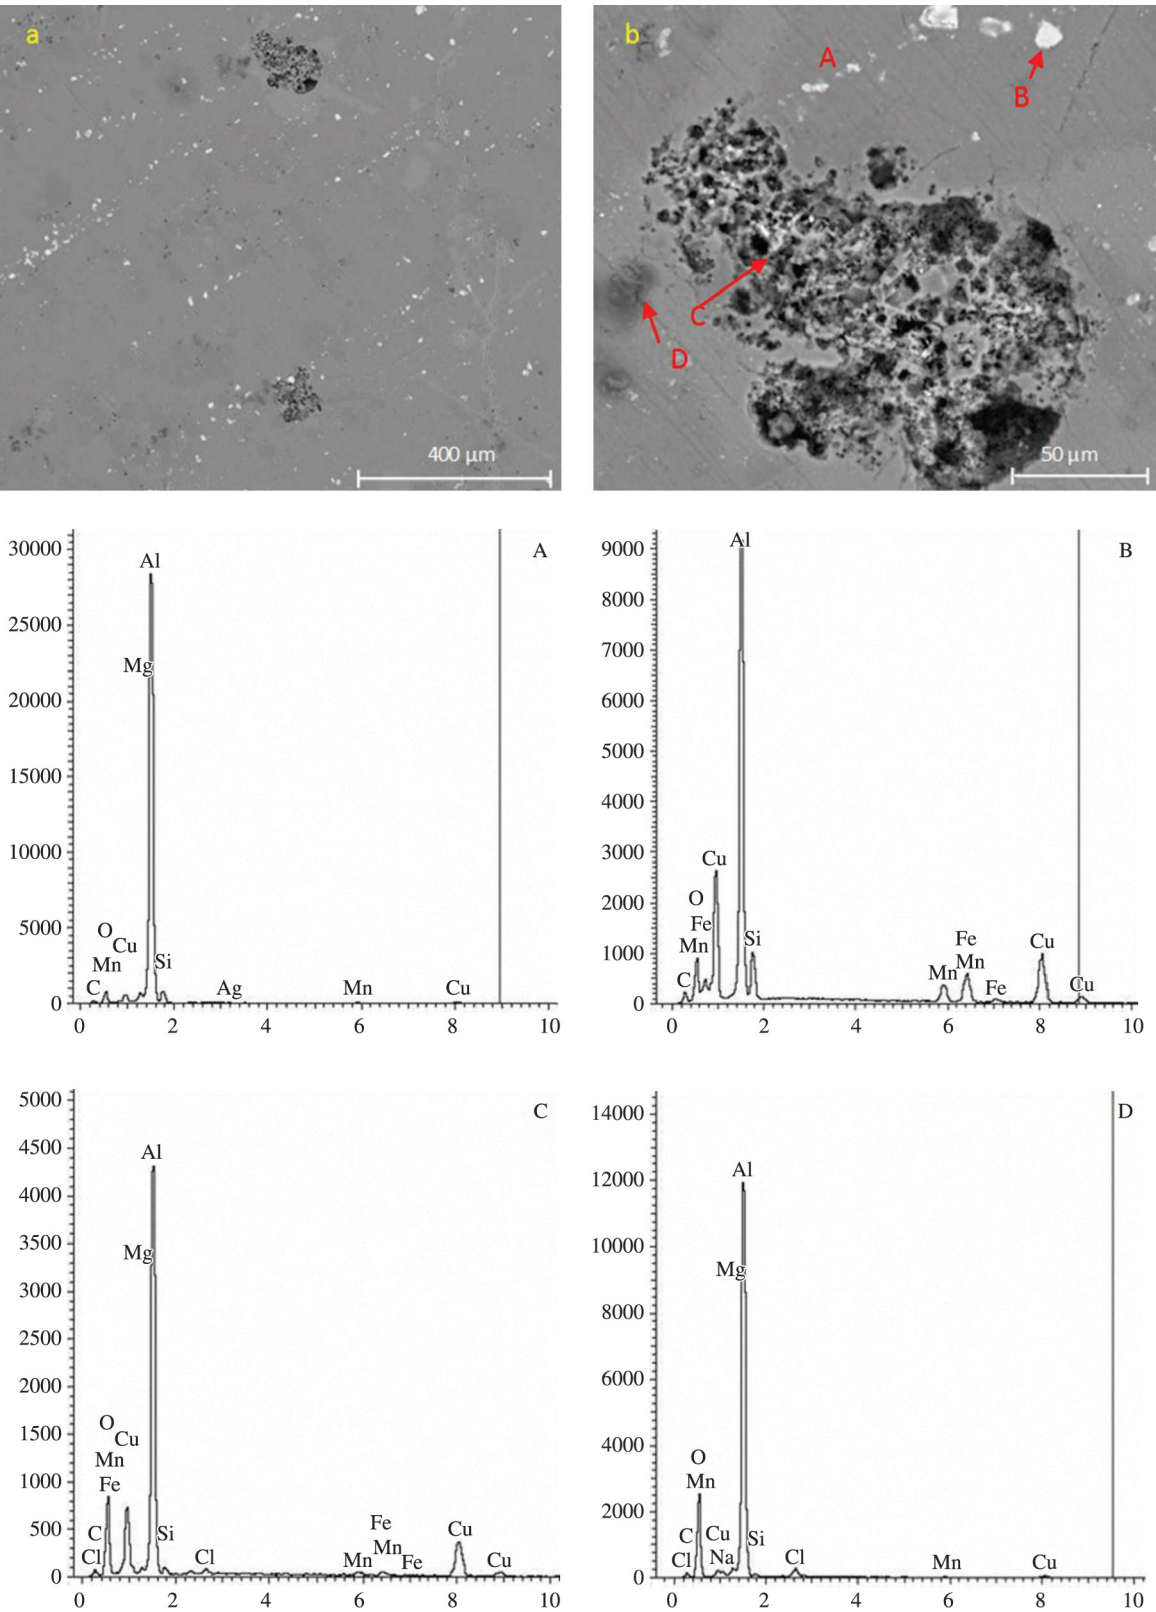 a
400 µm
b
A
B
C
D
50 µm
A
30000
25000
20000
15000
10000
5000
0
Al
Mg
O
Cu
Mn
Si
C
Ag
Mn
Cu
0 2 4 6 8 10
B
9000
8000
7000
6000
5000
4000
3000
2000
1000
0
Al
Cu
O
Fe
Mn
Si
C
Fe
Mn
Mn
Fe
Cu
Cu
0 2 4 6 8 10
C
5000
4500
4000
3500
3000
2500
2000
1500
1000
500
0
Al
Mg
O
Cu
Mn
Fe
C
Cl
Si
Cl
Fe
Mn
Mn
Fe
Cu
Cu
0 2 4 6 8 10
D
14000
12000
10000
8000
6000
4000
2000
0
Al
Mg
O
Mn
C
Cu
Cl
Na
Si
Cl
Mn
Cu
0 2 4 6 8 10